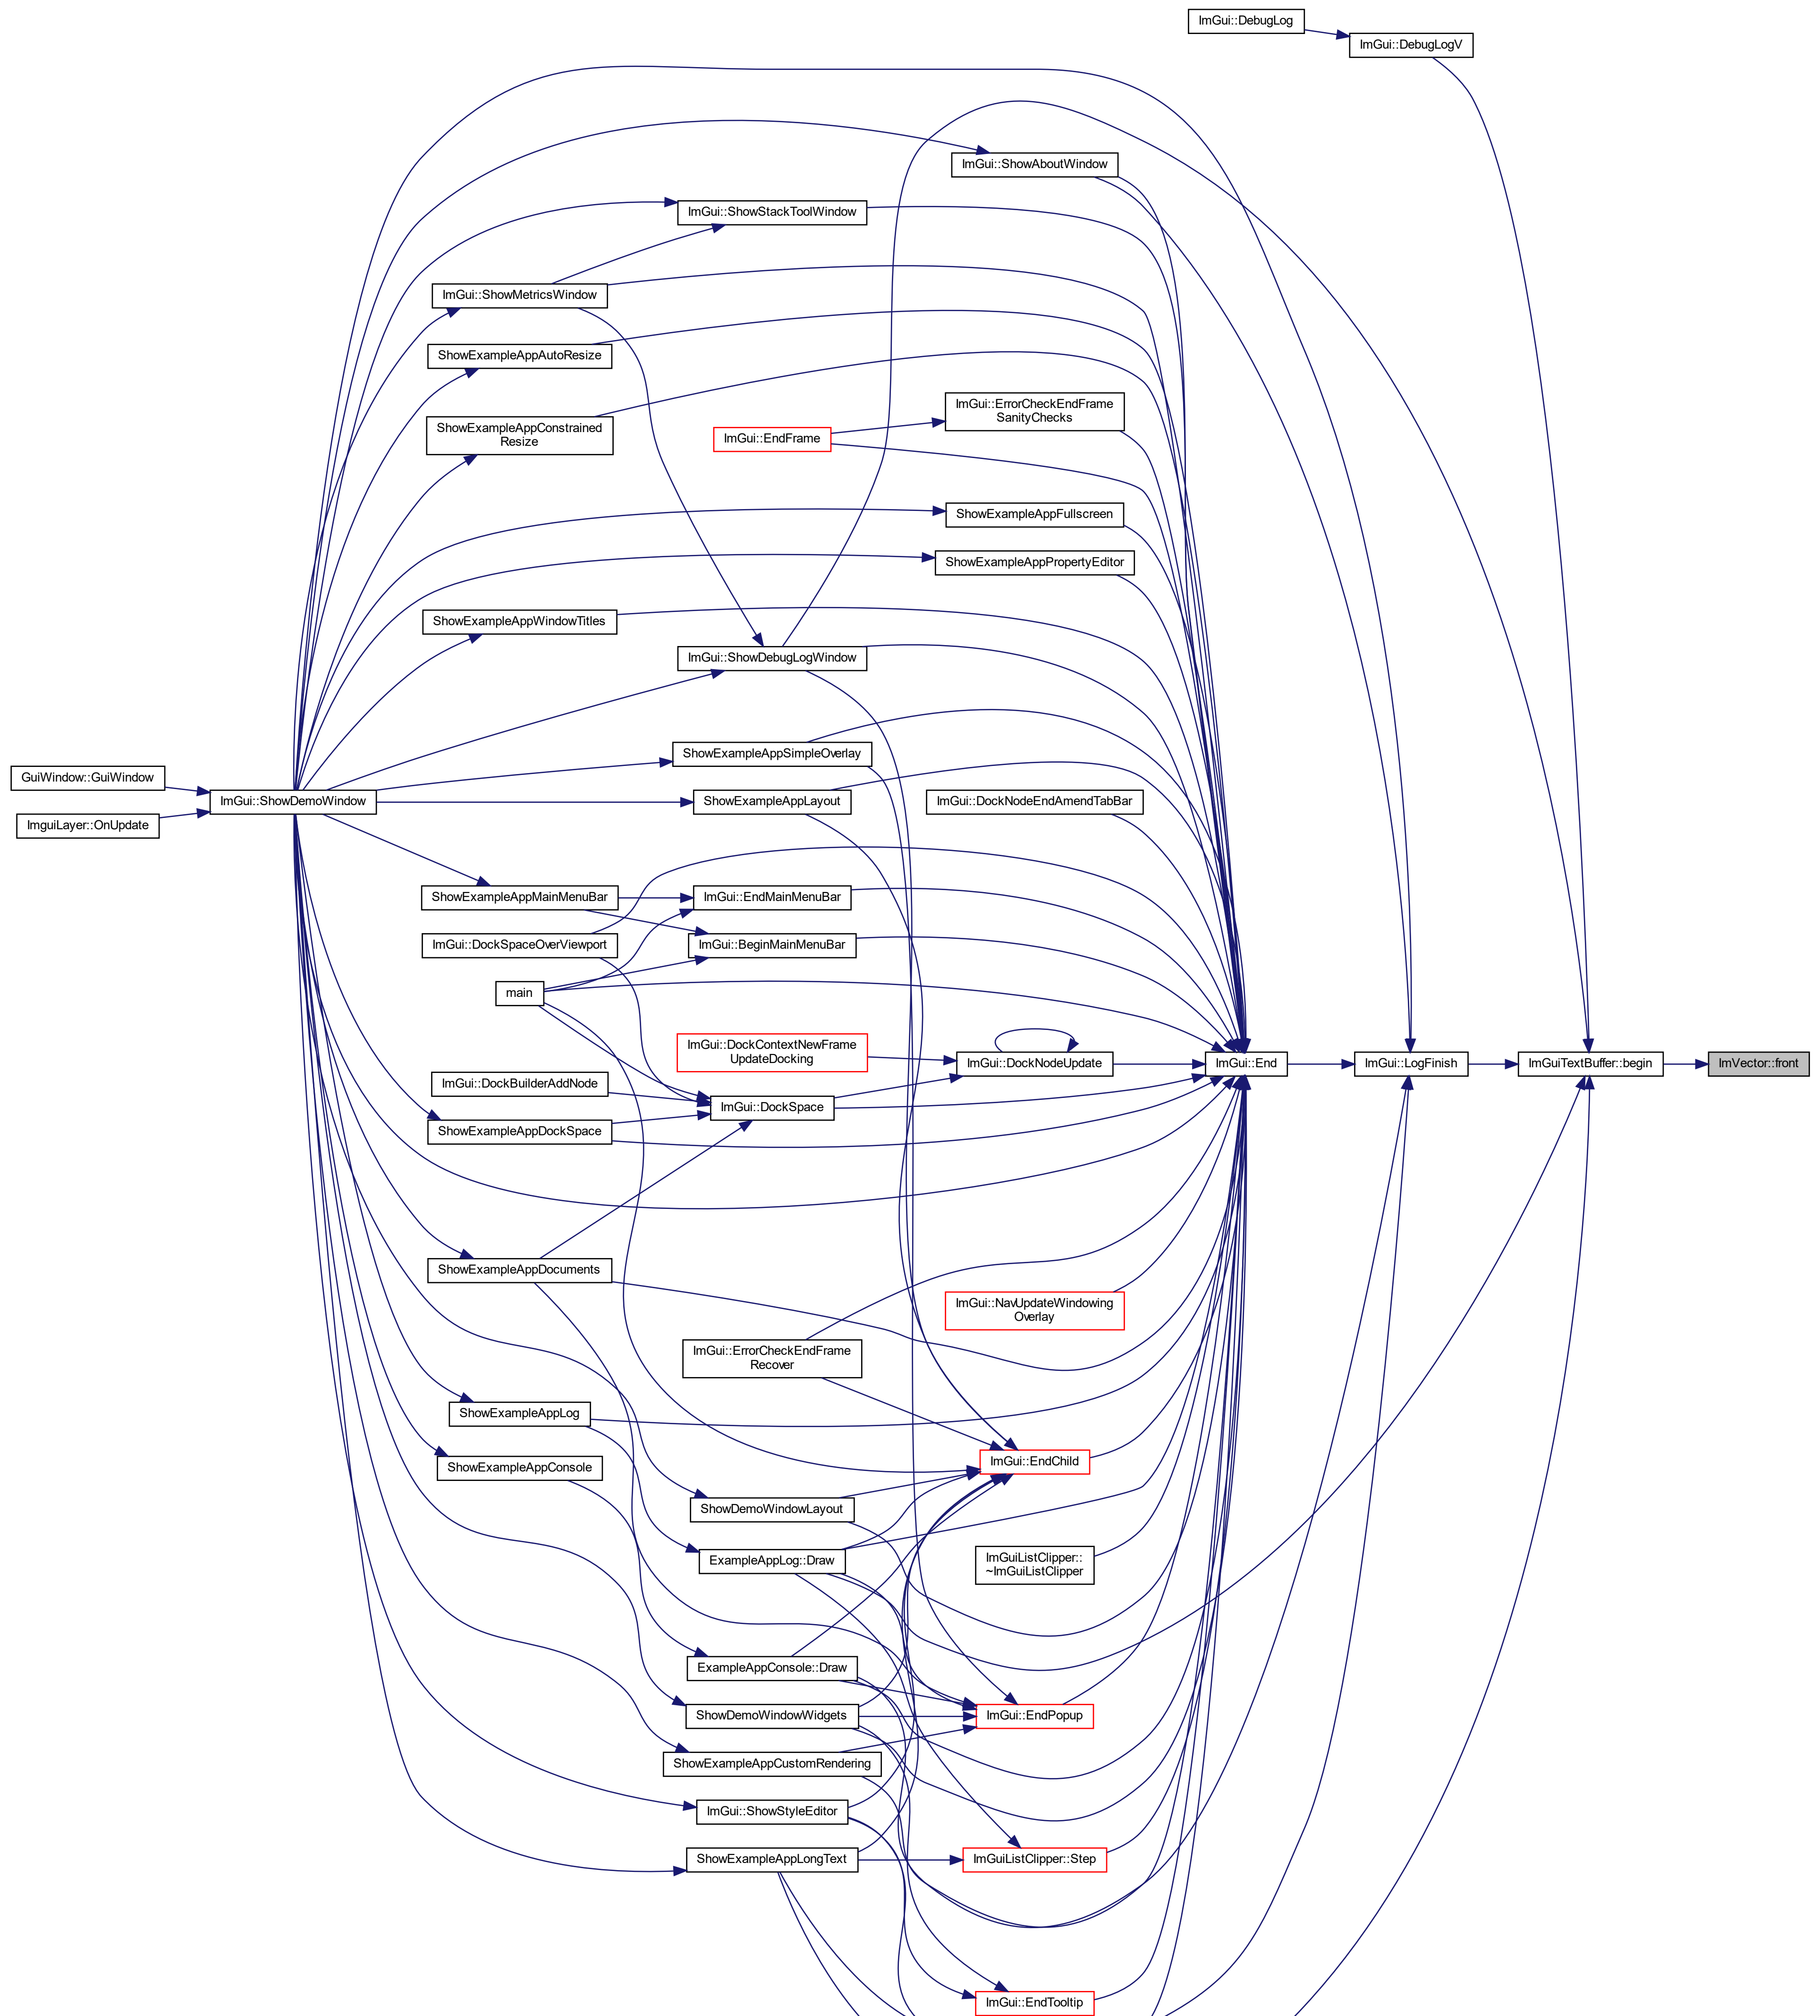 ImGui::DebugLog
ImGui::DebugLogV
ImGui::ShowAboutWindow
ImGui::ShowStackToolWindow
ImGui::ShowMetricsWindow
ShowExampleAppAutoResize
ShowExampleAppConstrained
Resize
ImGui::ErrorCheckEndFrame
SanityChecks
ImGui::EndFrame
ShowExampleAppFullscreen
ShowExampleAppPropertyEditor
ShowExampleAppWindowTitles
ImGui::ShowDebugLogWindow
ShowExampleAppSimpleOverlay
GuiWindow::GuiWindow
ImGui::ShowDemoWindow
ShowExampleAppLayout
ImGui::DockNodeEndAmendTabBar
ImguiLayer::OnUpdate
ShowExampleAppMainMenuBar
ImGui::EndMainMenuBar
ImGui::DockSpaceOverViewport
ImGui::BeginMainMenuBar
main
ImGui::DockContextNewFrame
UpdateDocking
ImGui::DockNodeUpdate
ImGui::End
ImGui::LogFinish
ImGuiTextBuffer::begin
ImVector::front
ImGui::DockBuilderAddNode
ImGui::DockSpace
ShowExampleAppDockSpace
ShowExampleAppDocuments
ImGui::NavUpdateWindowing
Overlay
ImGui::ErrorCheckEndFrame
Recover
ShowExampleAppLog
ImGui::EndChild
ShowExampleAppConsole
ShowDemoWindowLayout
ExampleAppLog::Draw
ImGuiListClipper::
~ImGuiListClipper
ExampleAppConsole::Draw
ShowDemoWindowWidgets
ImGui::EndPopup
ShowExampleAppCustomRendering
ImGui::ShowStyleEditor
ShowExampleAppLongText
ImGuiListClipper::Step
ImGui::EndTooltip